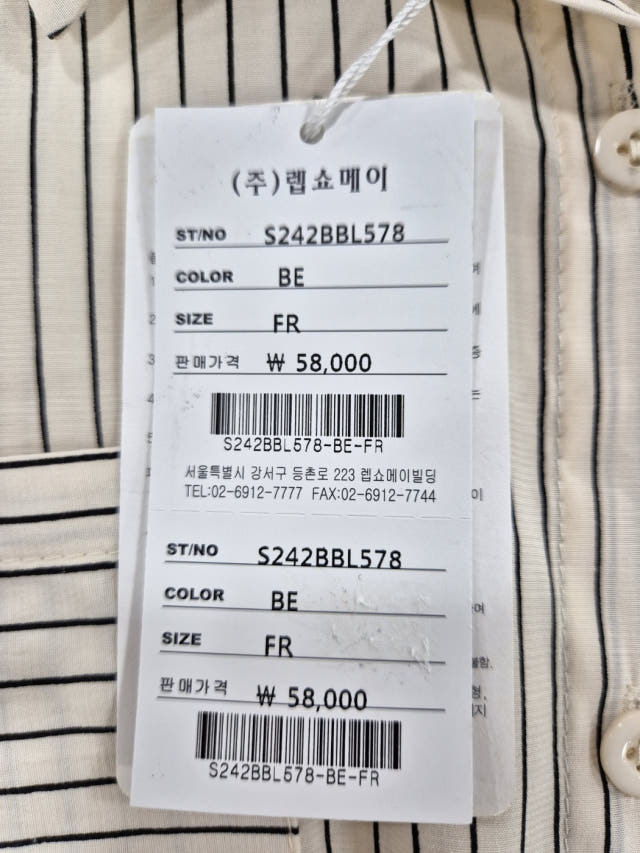 (주)렙쇼메이
ST/NO S242BBL578
COLOR BE
SIZE FR
판매가격 ₩ 58,000
S242BBL578-BE-FR
서울특별시 강서구 등촌로 223 렙쇼메이빌딩
TEL:02-6912-7777 FAX:02-6912-7744
ST/NO S242BBL578
COLOR BE
SIZE FR
판매가격 ₩ 58,000
S242BBL578-BE-FR